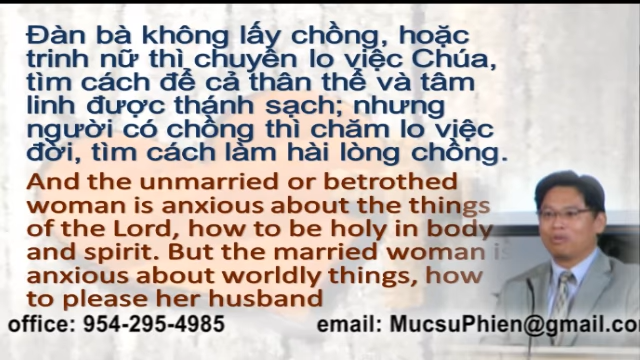 Đàn bà không lấy chồng, hoặc
trinh nữ thì chuyên lo việc Chúa,
tìm cách để cả thân thể và tâm
linh được thánh sạch; nhưng
người có chồng thì chăm lo việc
đời, tìm cách làm hài lòng chồng.
And the unmarried or betrothed
woman is anxious about the things
of the Lord, how to be holy in body
and spirit. But the married woman is
anxious about worldly things, how
to please her husband
office: 954-295-4985 email: MucsuPhien@gmail.co